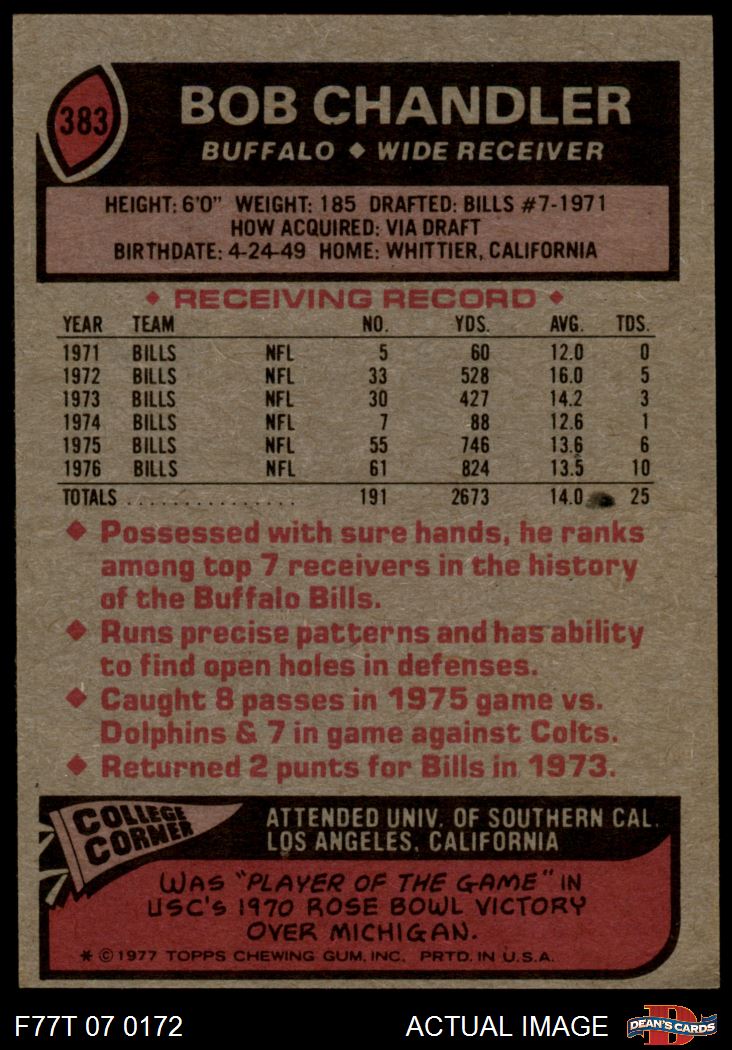 383
BOB CHANDLER
BUFFALO ♦ WIDE RECEIVER
HEIGHT: 6'0" WEIGHT: 185 DRAFTED: BILLS #7-1971
HOW ACQUIRED: VIA DRAFT
BIRTHDATE: 4-24-49 HOME: WHITTIER, CALIFORNIA
♦ RECEIVING RECORD ♦
YEAR TEAM NO. YDS. AVG. TDS.
1971 BILLS NFL 5 60 12.0 0
1972 BILLS NFL 33 528 16.0 5
1973 BILLS NFL 30 427 14.2 3
1974 BILLS NFL 7 88 12.6 1
1975 BILLS NFL 55 746 13.6 6
1976 BILLS NFL 61 824 13.5 10
TOTALS ................ 191 2673 14.0 25
♦ Possessed with sure hands, he ranks
among top 7 receivers in the history
of the Buffalo Bills.
♦ Runs precise patterns and has ability
to find open holes in defenses.
♦ Caught 8 passes in 1975 game vs.
Dolphins & 7 in game against Colts.
♦ Returned 2 punts for Bills in 1973.
COLLEGE
CORNER
ATTENDED UNIV. OF SOUTHERN CAL.
LOS ANGELES, CALIFORNIA
WAS "PLAYER OF THE GAME" IN
USC'S 1970 ROSE BOWL VICTORY
OVER MICHIGAN.
* © 1977 TOPPS CHEWING GUM, INC. PRTD. IN U.S.A.
F77T 07 0172 ACTUAL IMAGE
D
DEAN'S CARDS